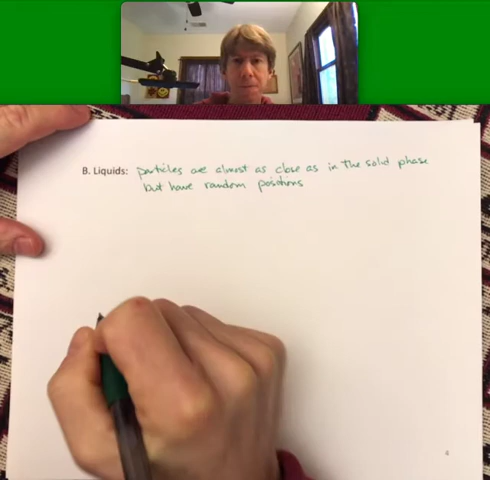 B. Liquids: particles are almost as close as in the solid phase
but have random positions
4